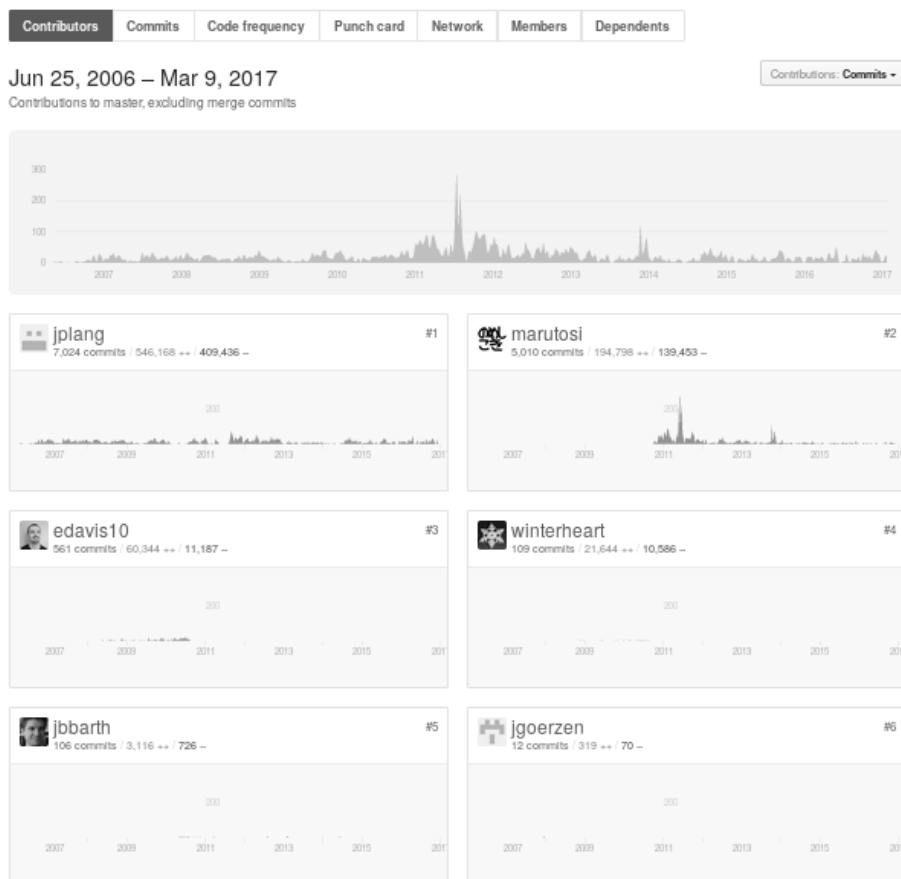 Contributors Commits Code frequency Punch card Network Members Dependents
Jun 25, 2006 – Mar 9, 2017
Contributions: Commits
Contributions to master, excluding merge commits
300
200
100
0
2007 2008 2009 2010 2011 2012 2013 2014 2015 2016 2017
jplang #1
7,024 commits / 546,168 ++ / 409,436 --
200
2007 2009 2011 2013 2015 201
marutosi #2
5,010 commits / 194,798 ++ / 139,453 --
200
2007 2009 2011 2013 2015 20
edavis10 #3
561 commits / 60,344 ++ / 11,187 --
200
2007 2009 2011 2013 2015 201
winterheart #4
109 commits / 21,644 ++ / 10,586 --
200
2007 2009 2011 2013 2015 20
jbbarth #5
106 commits / 3,116 ++ / 726 --
200
2007 2009 2011 2013 2015 201
jgoerzen #6
12 commits / 319 ++ / 70 --
200
2007 2009 2011 2013 2015 20